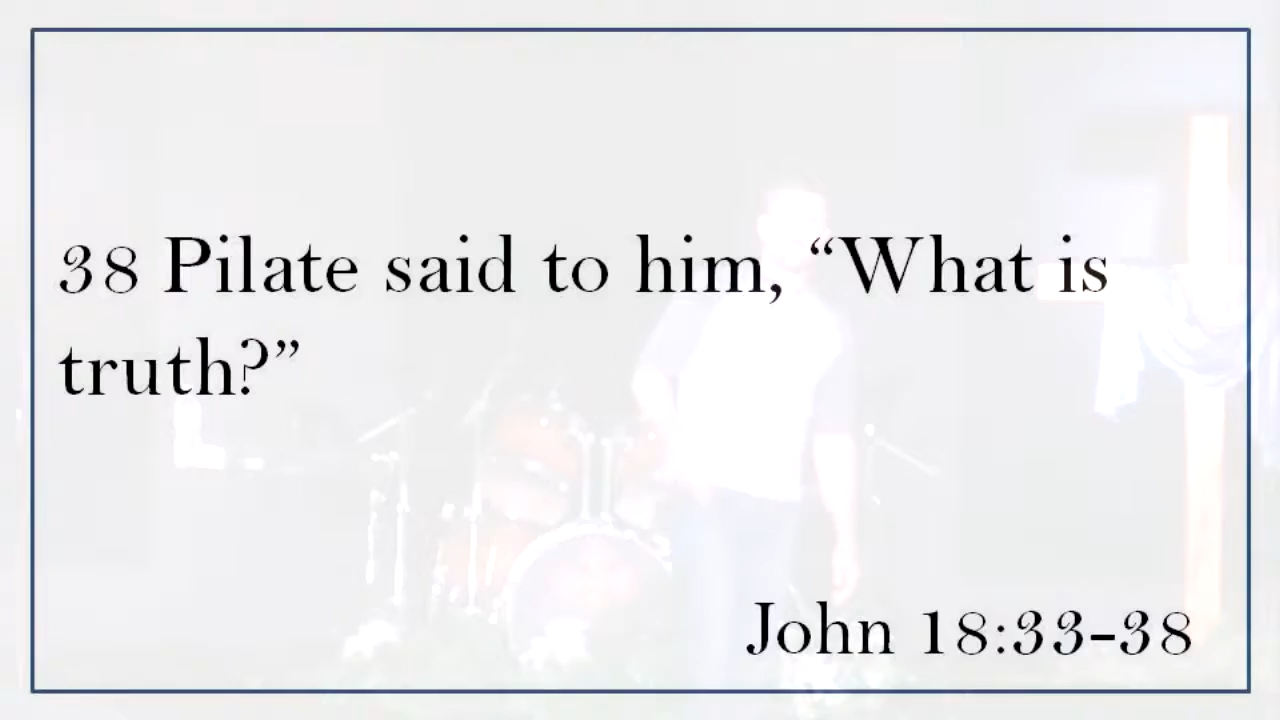 38 Pilate said to him, “What is
truth?”
John 18:33-38